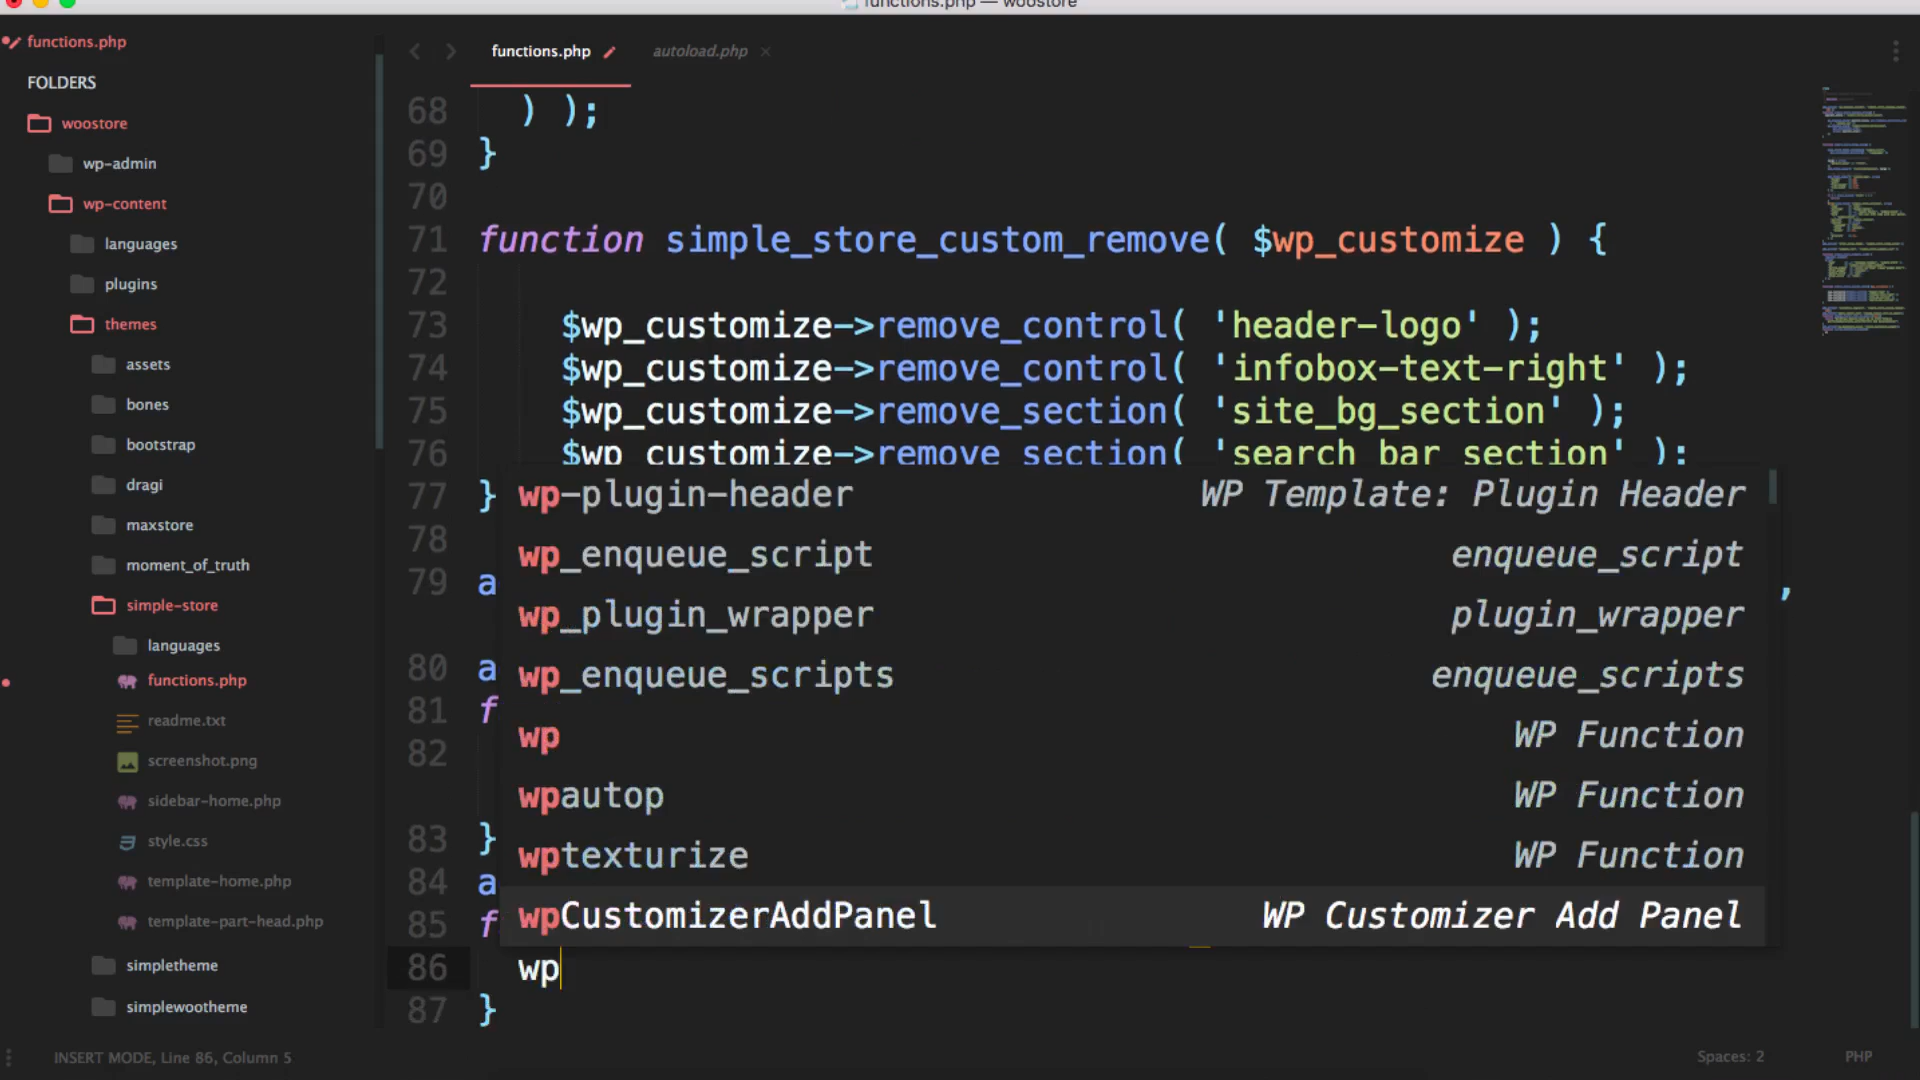 functions.php — woostore
functions.php
FOLDERS
woostore
wp-admin
wp-content
languages
plugins
themes
assets
bones
bootstrap
dragi
maxstore
moment_of_truth
simple-store
languages
functions.php
readme.txt
screenshot.png
sidebar-home.php
style.css
template-home.php
template-part-head.php
simpletheme
simplewootheme
functions.php
autoload.php
68 ) );
69 }
70
71 function simple_store_custom_remove( $wp_customize ) {
72
73 $wp_customize->remove_control( 'header-logo' );
74 $wp_customize->remove_control( 'infobox-text-right' );
75 $wp_customize->remove_section( 'site_bg_section' );
76 $wp_customize->remove_section( 'search_bar_section' );
77 }
78
79 a ,
80 a
81 f
82
83 }
84 a
85 f
86 wp
87 }
wp-plugin-header WP Template: Plugin Header
wp_enqueue_script enqueue_script
wp_plugin_wrapper plugin_wrapper
wp_enqueue_scripts enqueue_scripts
wp WP Function
wpautop WP Function
wptexturize WP Function
wpCustomizerAddPanel WP Customizer Add Panel
INSERT MODE, Line 86, Column 5
Spaces: 2
PHP